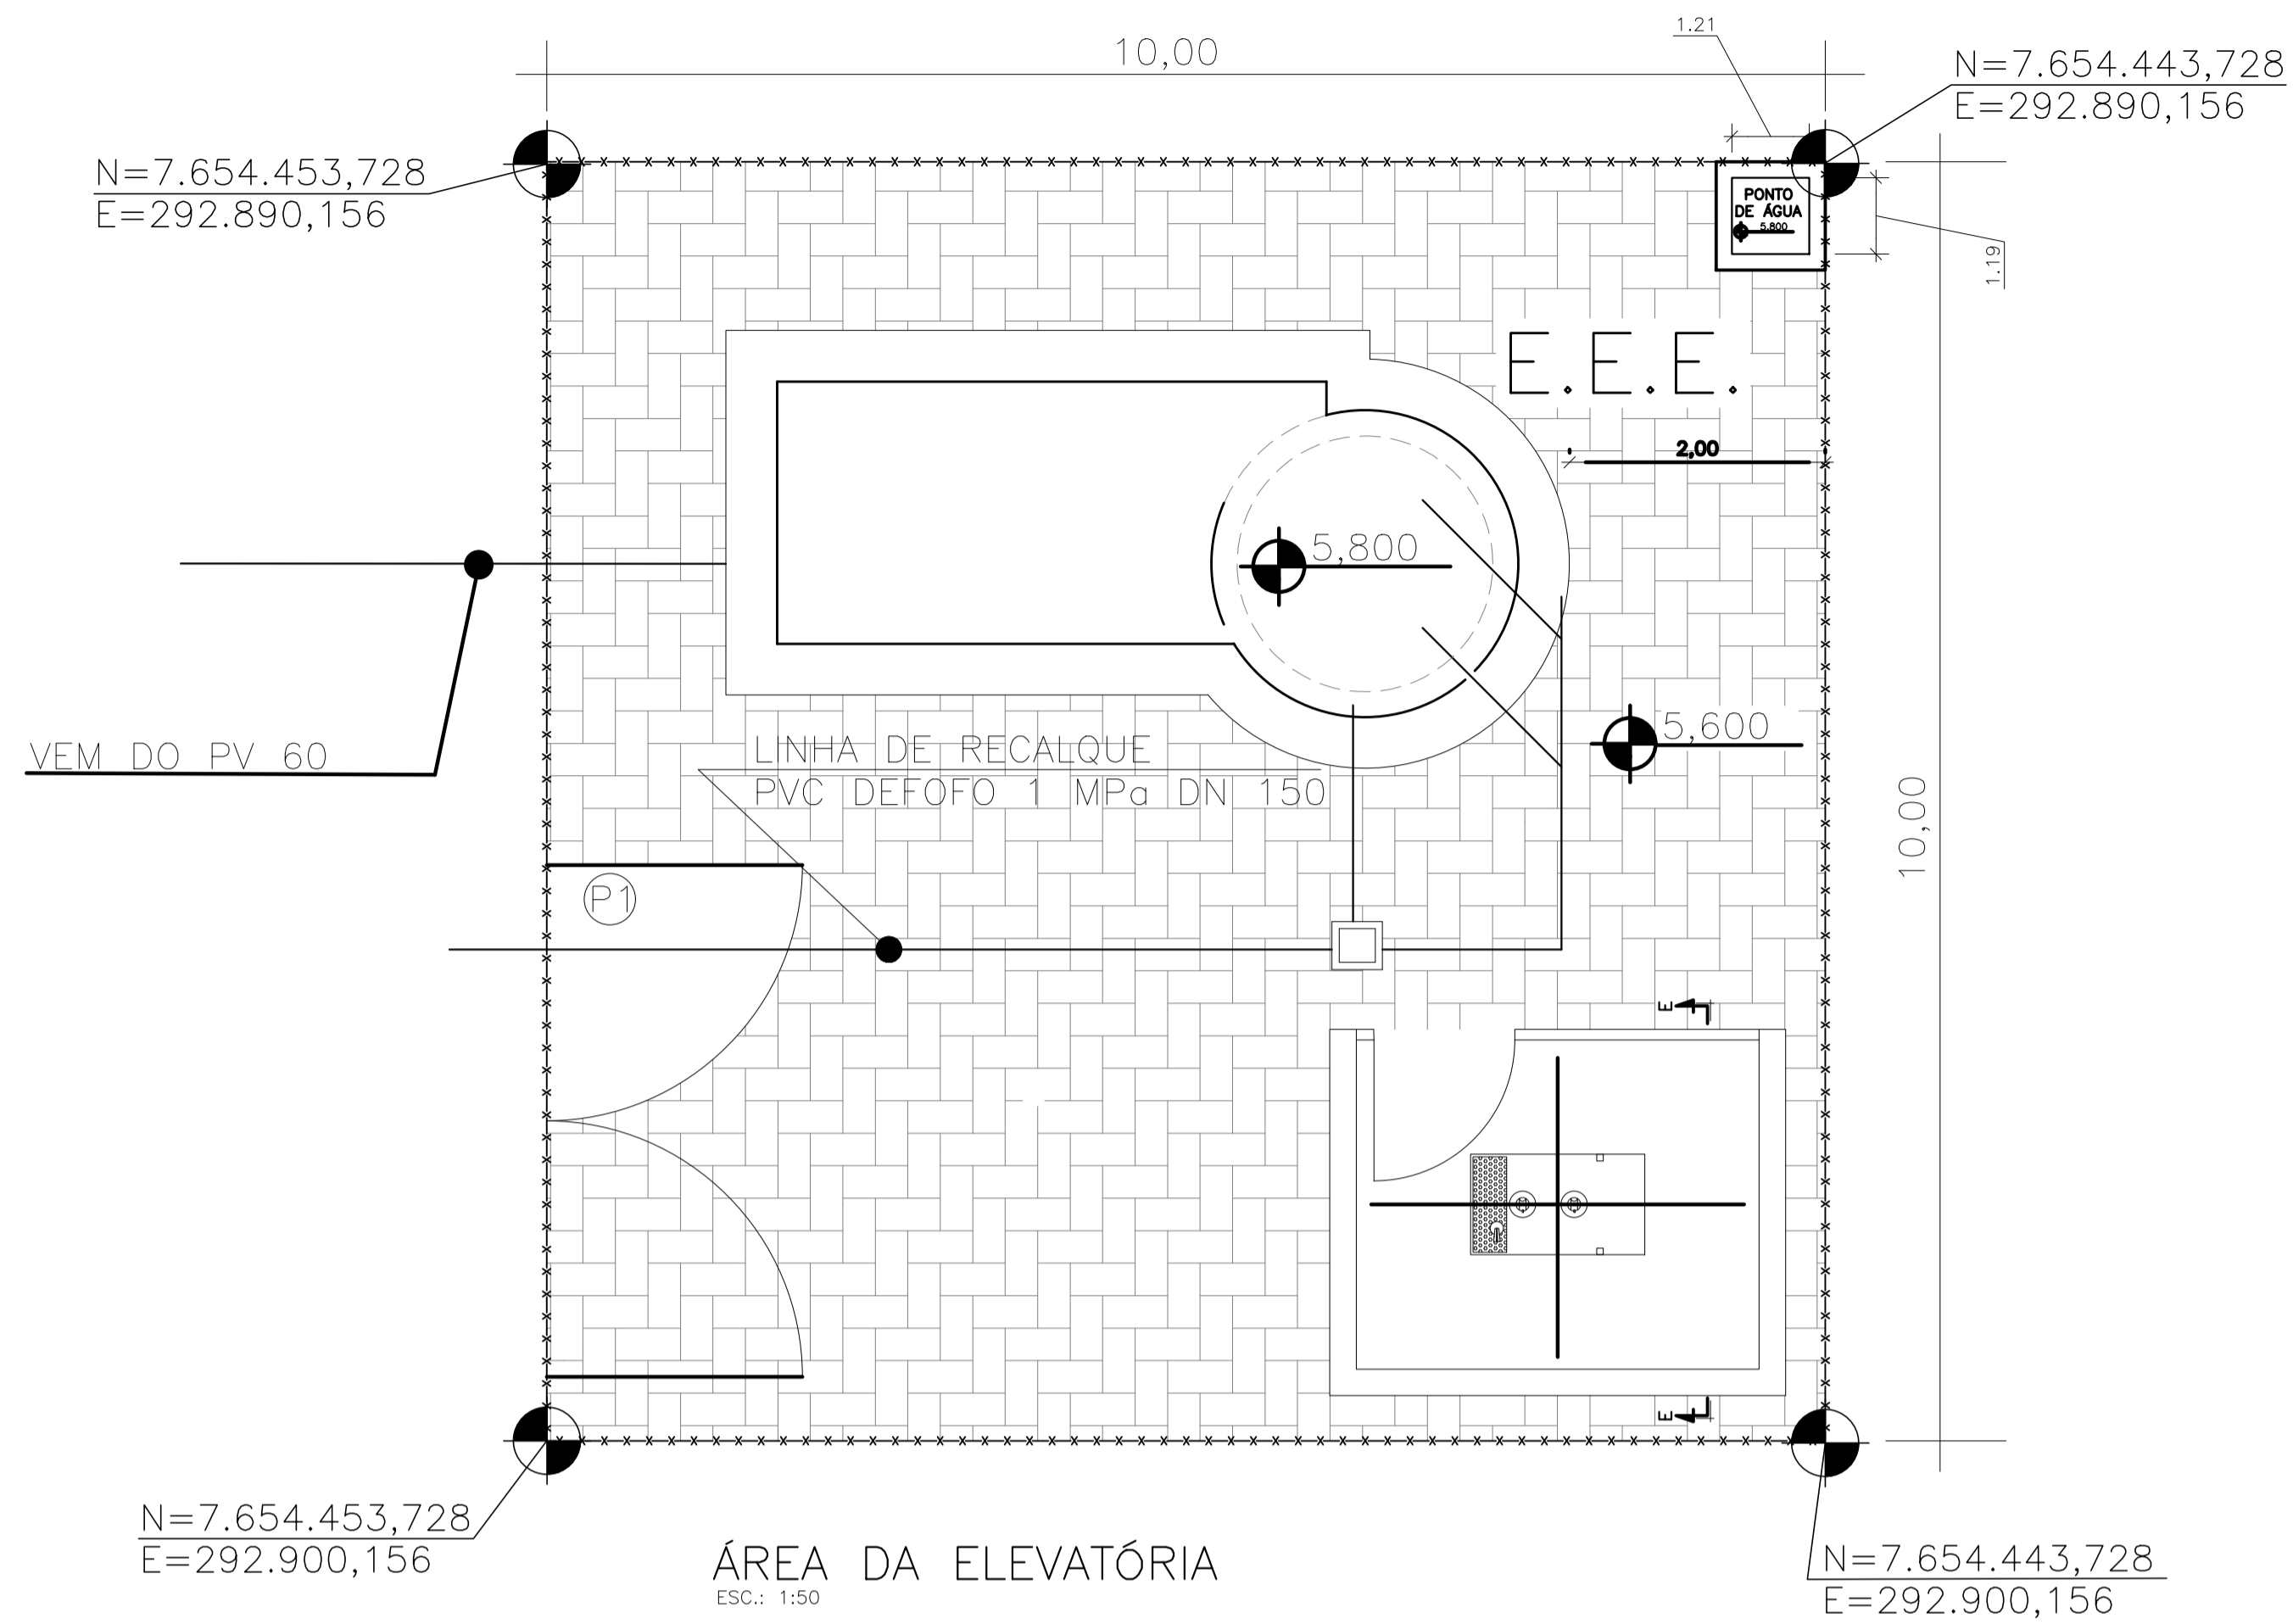 1.21
10,00
N=7.654.443,728
E=292.890,156
N=7.654.453,728
E=292.890,156
PONTO
DE ÁGUA
5.800
1.19
E.E.E.
2,00
5,800
5,600
VEM DO PV 60
LINHA DE RECALQUE
PVC DEFOFO 1 MPa DN 150
10,00
P1
E
E
N=7.654.453,728
E=292.900,156
ÁREA DA ELEVATÓRIA
ESC.: 1:50
N=7.654.443,728
E=292.900,156